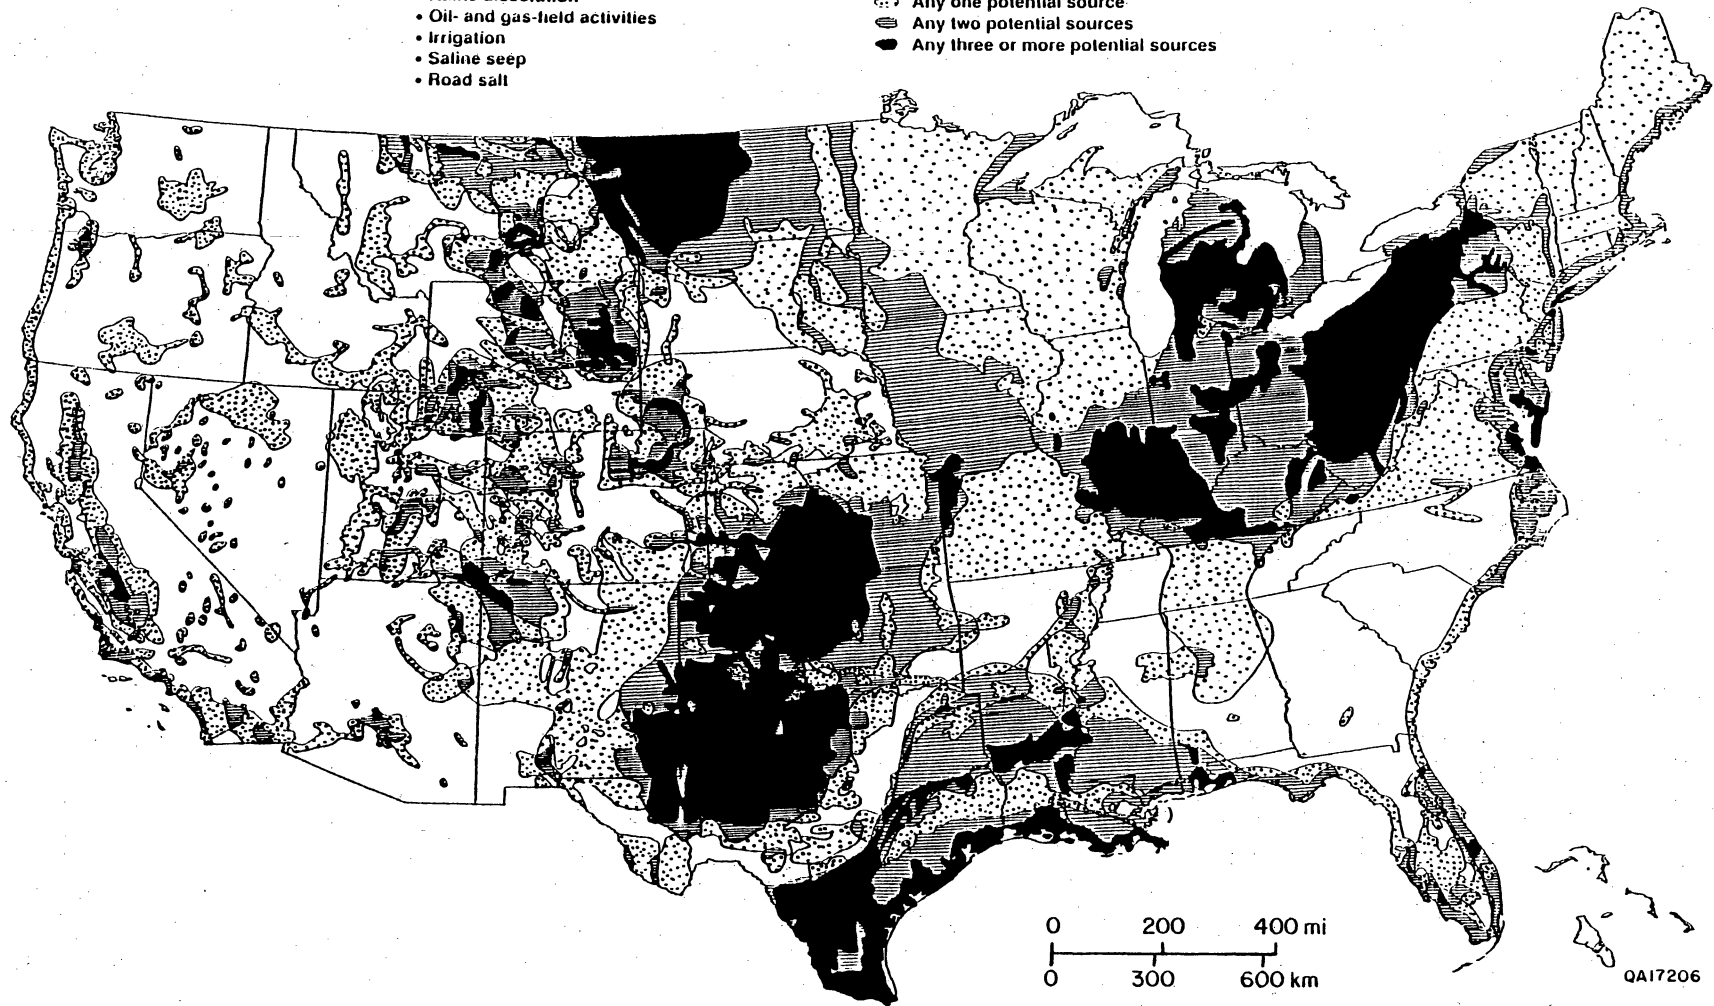 • Oil- and gas-field activities
• Irrigation
• Saline seep
• Road salt
Any one potential source
Any two potential sources
Any three or more potential sources
0 200 400 mi
0 300 600 km
QA17206